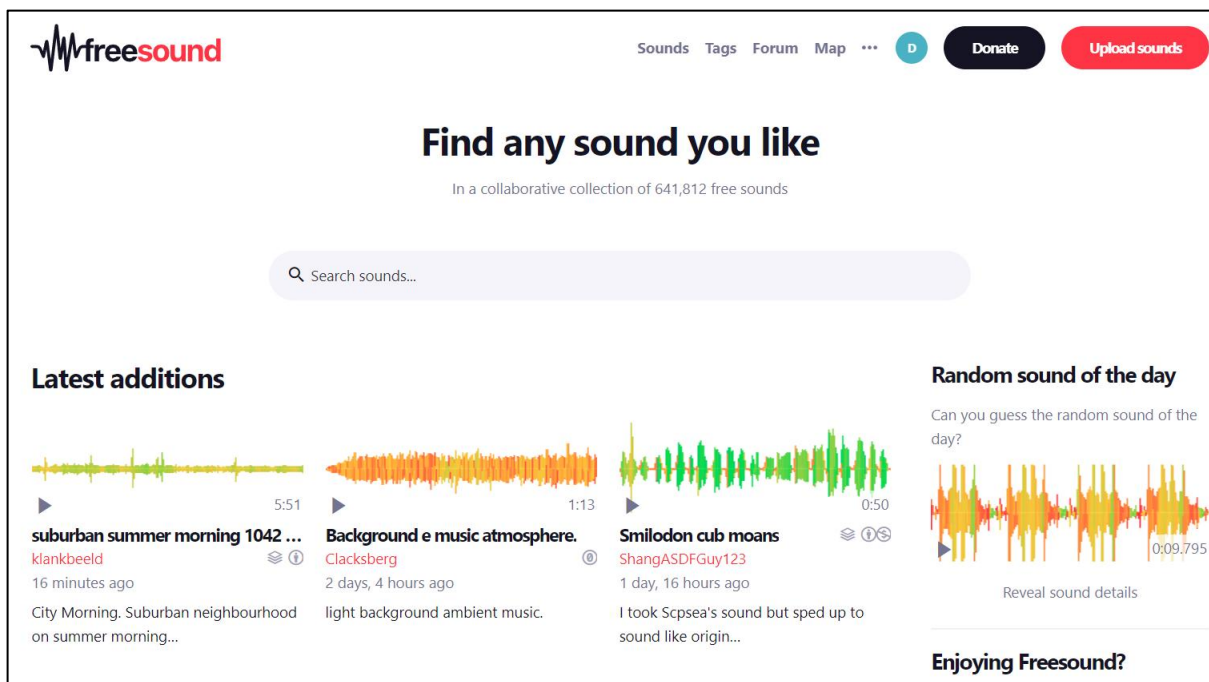 freesound
Sounds Tags Forum Map ••• D Donate Upload sounds
Find any sound you like
In a collaborative collection of 641,812 free sounds
Search sounds...
Latest additions
5:51
suburban summer morning 1042 ...
klankbeeld
16 minutes ago
City Morning. Suburban neighbourhood
on summer morning...
1:13
Background e music atmosphere.
Clacksberg
2 days, 4 hours ago
light background ambient music.
0:50
Smilodon cub moans
ShangASDFGuy123
1 day, 16 hours ago
I took Scpsea's sound but sped up to
sound like origin...
Random sound of the day
Can you guess the random sound of the
day?
0:09.795
Reveal sound details
Enjoying Freesound?